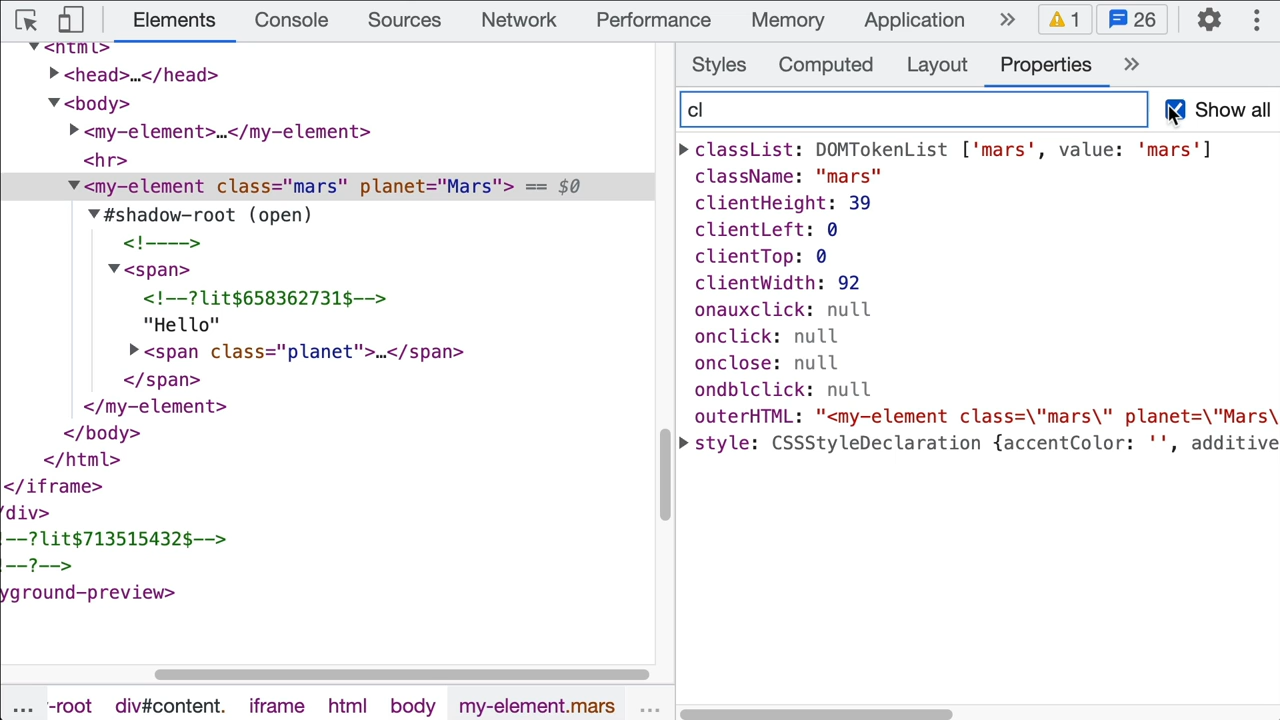 Elements Console Sources Network Performance Memory Application » 1 26
<html>
<head>…</head>
<body>
<my-element>…</my-element>
<hr>
<my-element class="mars" planet="Mars"> == $0
#shadow-root (open)
<!---->
<span>
<!--?lit$658362731$-->
"Hello"
<span class="planet">…</span>
</span>
</my-element>
</body>
</html>
</iframe>
/div>
!--?lit$713515432$-->
!--?-->
yground-preview>
… -root div#content. iframe html body my-element.mars …
Styles Computed Layout Properties »
cl Show all
classList: DOMTokenList ['mars', value: 'mars']
className: "mars"
clientHeight: 39
clientLeft: 0
clientTop: 0
clientWidth: 92
onauxclick: null
onclick: null
onclose: null
ondblclick: null
outerHTML: "<my-element class=\"mars\" planet=\"Mars\
style: CSSStyleDeclaration {accentColor: '', additive